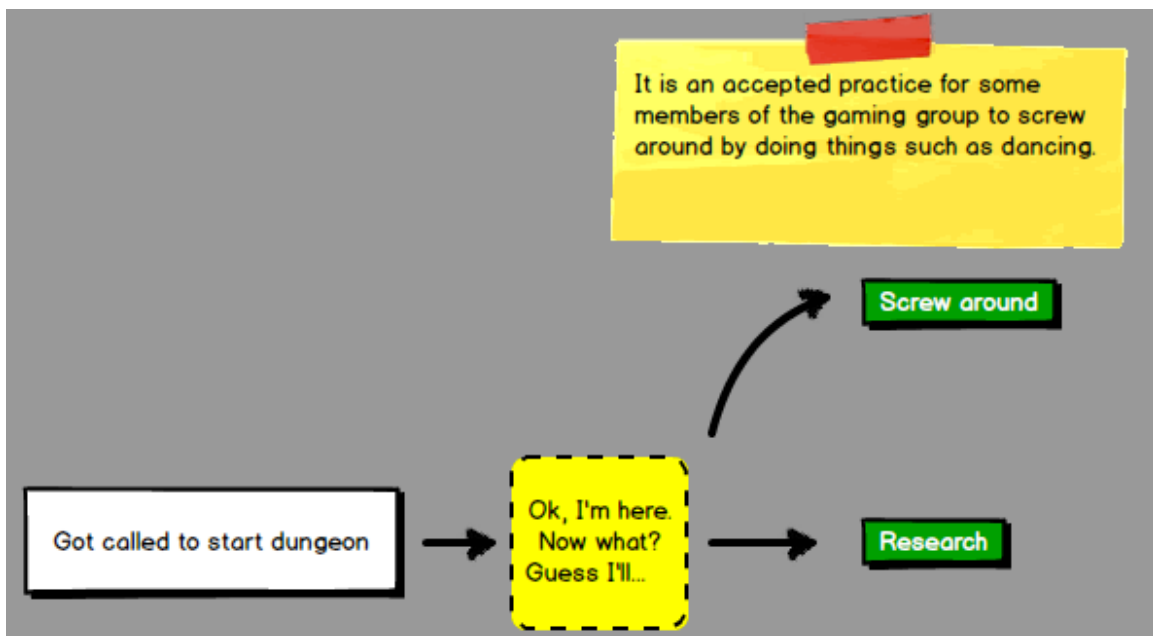 It is an accepted practice for some
members of the gaming group to screw
around by doing things such as dancing.
Screw around
Got called to start dungeon
Ok, I'm here.
Now what?
Guess I'll...
Research